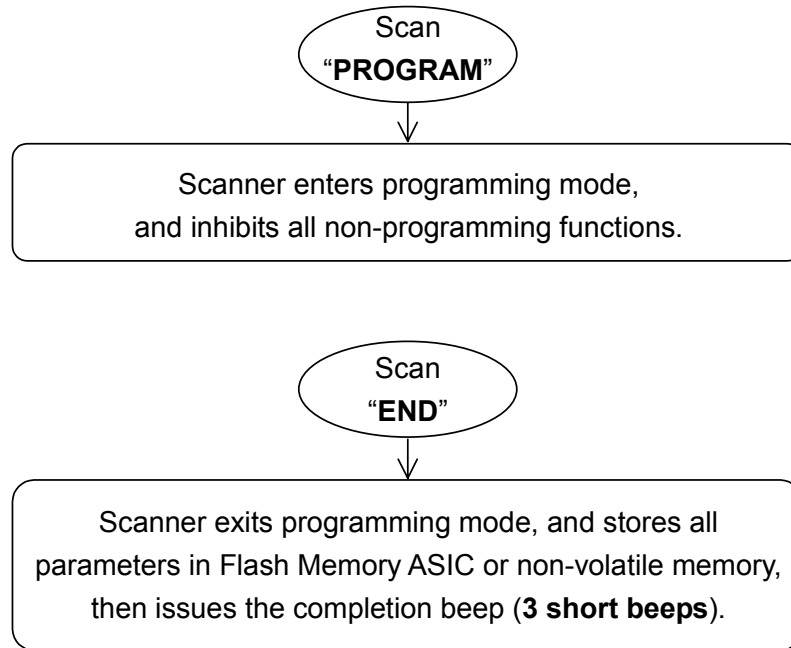 Scan
“PROGRAM”
Scanner enters programming mode,
and inhibits all non-programming functions.
Scan
“END”
Scanner exits programming mode, and stores all
parameters in Flash Memory ASIC or non-volatile memory,
then issues the completion beep (3 short beeps).